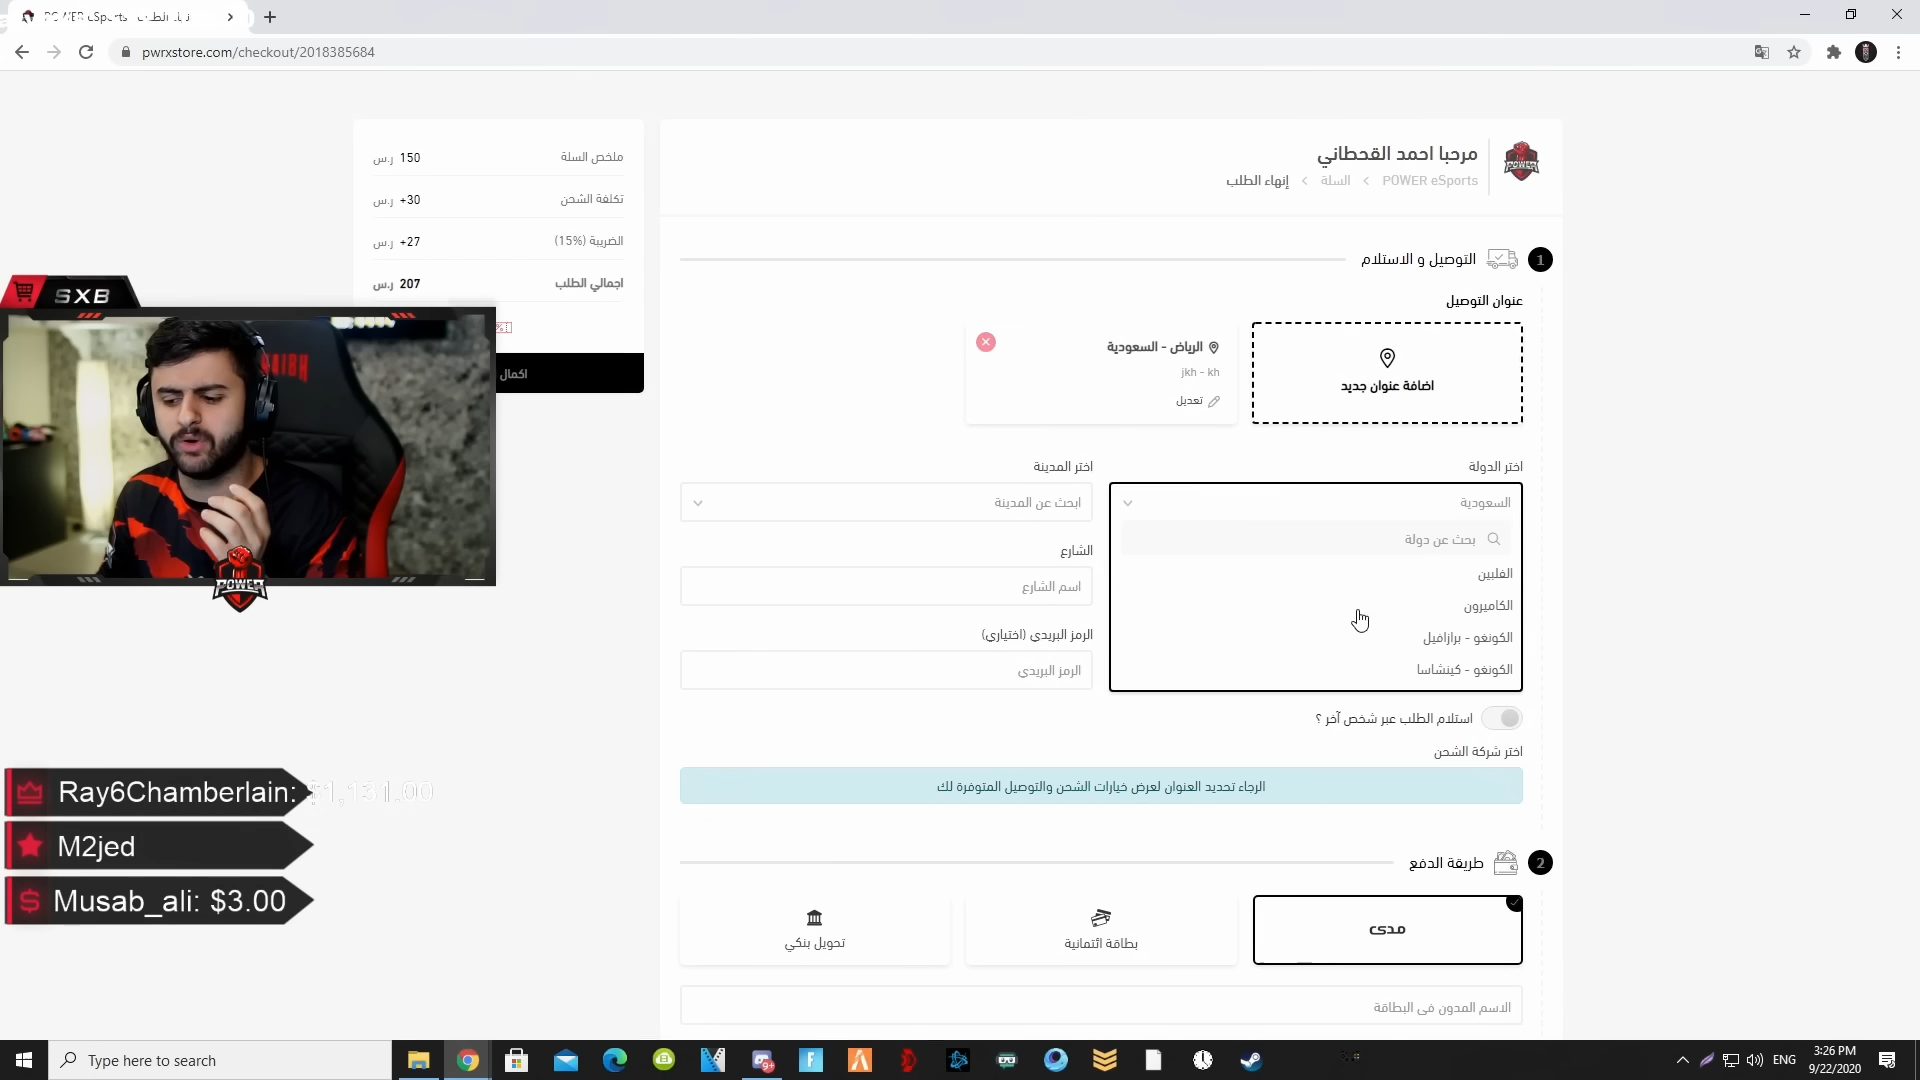 pwrxstore.com/checkout/2018385684
مرحبا احمد القحطاني
POWER eSports > السلة > إنهاء الطلب
ملخص السلة 150 ر.س
تكلفة الشحن +30 ر.س
الضريبة (15%) +27 ر.س
اجمالي الطلب 207 ر.س
اكمال
1 التوصيل و الاستلام
عنوان التوصيل
اضافة عنوان جديد
الرياض - السعودية
jkh - kh
تعديل
اختر الدولة
السعودية
بحث عن دولة
الفلبين
الكاميرون
الكونغو - برازافيل
الكونغو - كينشاسا
اختر المدينة
ابحث عن المدينة
الشارع
اسم الشارع
الرمز البريدي (اختياري)
الرمز البريدي
استلام الطلب عبر شخص آخر ؟
اختر شركة الشحن
الرجاء تحديد العنوان لعرض خيارات الشحن والتوصيل المتوفرة لك
2 طريقة الدفع
مدى
بطاقة ائتمانية
تحويل بنكي
الاسم المدون في البطاقة
SXB
POWER
Ray6Chamberlain: $1,131.00
M2jed
Musab_ali: $3.00
Type here to search
ENG
3:26 PM
9/22/2020